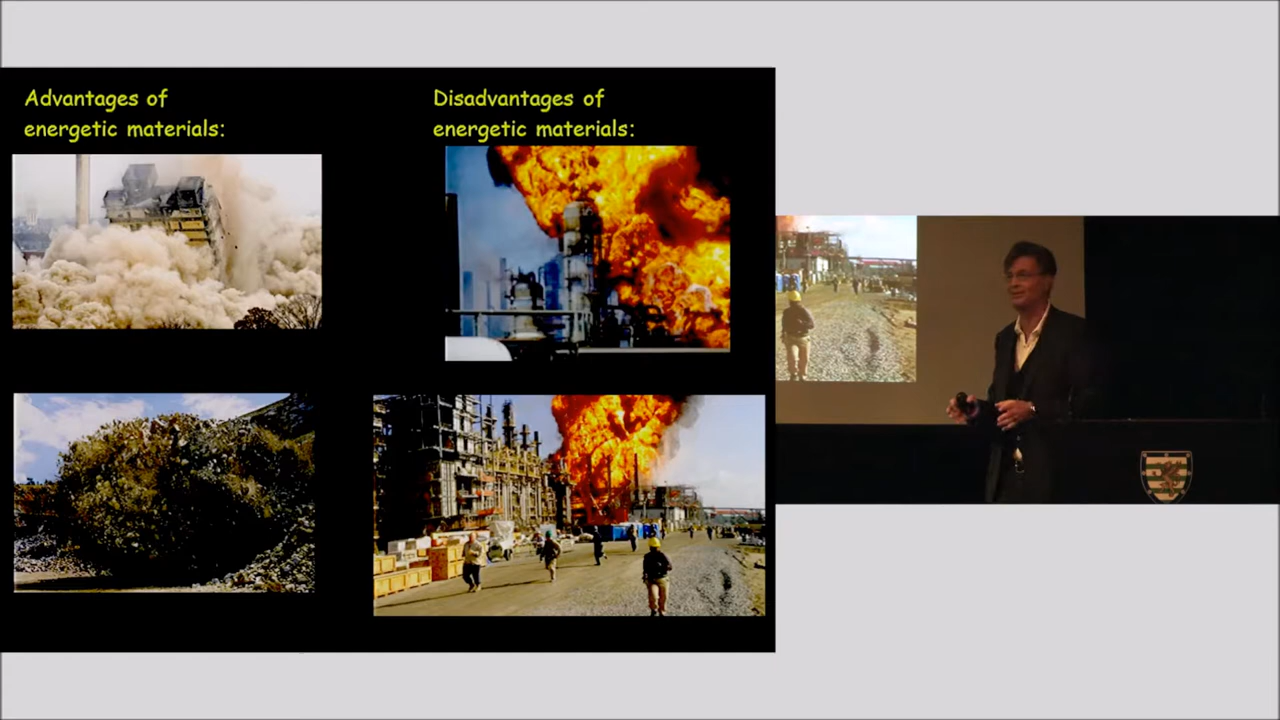 Advantages of
energetic materials:
Disadvantages of
energetic materials: